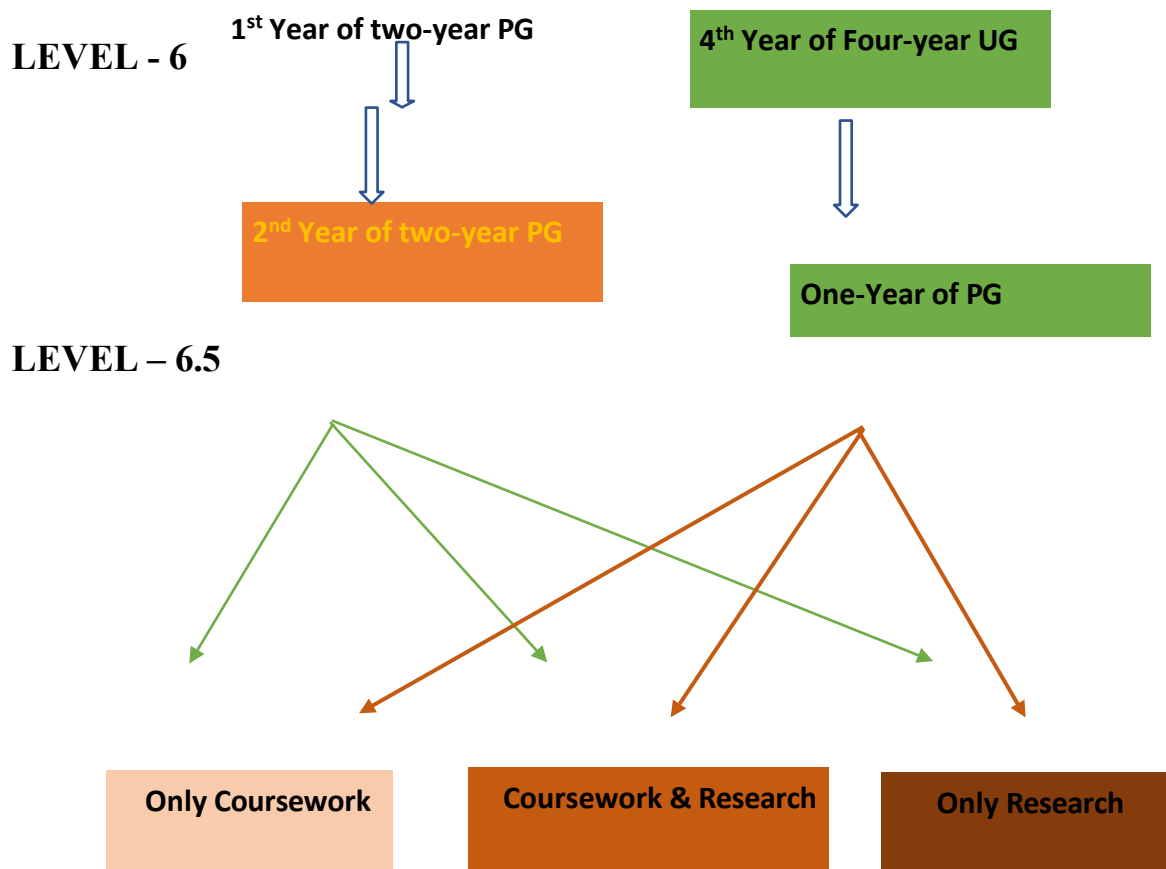 1st Year of two-year PG
LEVEL - 6
4th Year of Four-year UG
2nd Year of two-year PG
One-Year of PG
LEVEL – 6.5
Only Coursework
Coursework & Research
Only Research